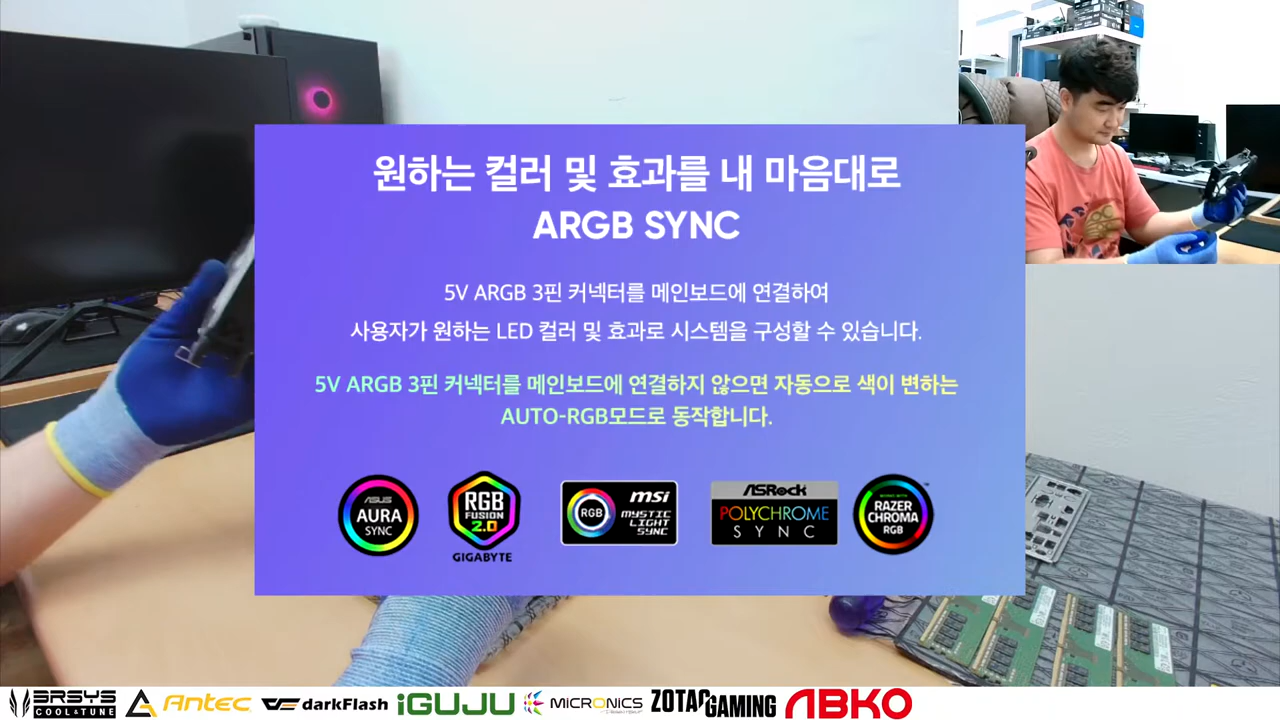 원하는 컬러 및 효과를 내 마음대로
ARGB SYNC
5V ARGB 3핀 커넥터를 메인보드에 연결하여
사용자가 원하는 LED 컬러 및 효과로 시스템을 구성할 수 있습니다.
5V ARGB 3핀 커넥터를 메인보드에 연결하지 않으면 자동으로 색이 변하는
AUTO-RGB모드로 동작합니다.
ASUS
AURA
SYNC
RGB
FUSION
2.0
GIGABYTE
RGB
msi
MYSTIC
LIGHT
SYNC
ASRock
POLYCHROME
SYNC
WORKS WITH
RAZER
CHROMA
RGB
3RSYS
COOL&TUNE
Antec
darkFlash
iGUJU
MICRONICS
ZOTAC GAMING
ABKO